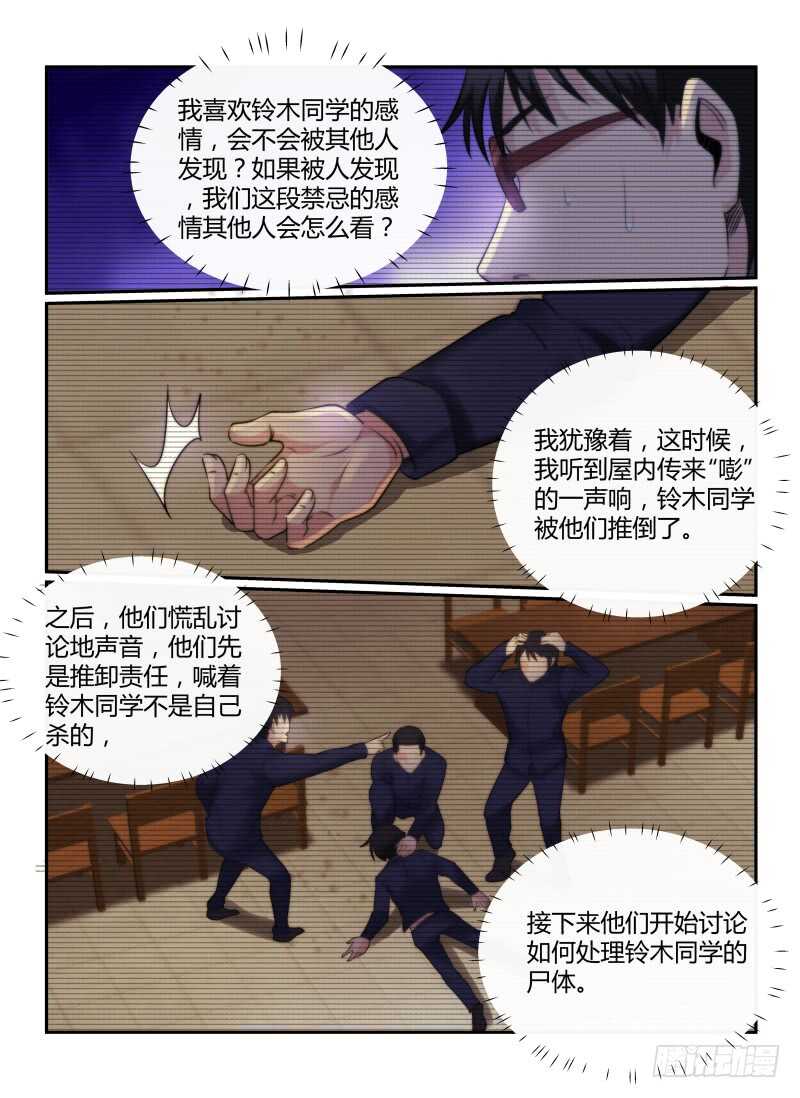 我喜欢铃木同学的感
情，会不会被其他人
发现？如果被人发现
，我们这段禁忌的感
情其他人会怎么看？
我犹豫着，这时候，
我听到屋内传来“嘭”
的一声响，铃木同学
被他们推倒了。
之后，他们慌乱讨
论地声音，他们先
是推卸责任，喊着
铃木同学不是自己
杀的，
接下来他们开始讨论
如何处理铃木同学的
尸体。
腾讯动漫